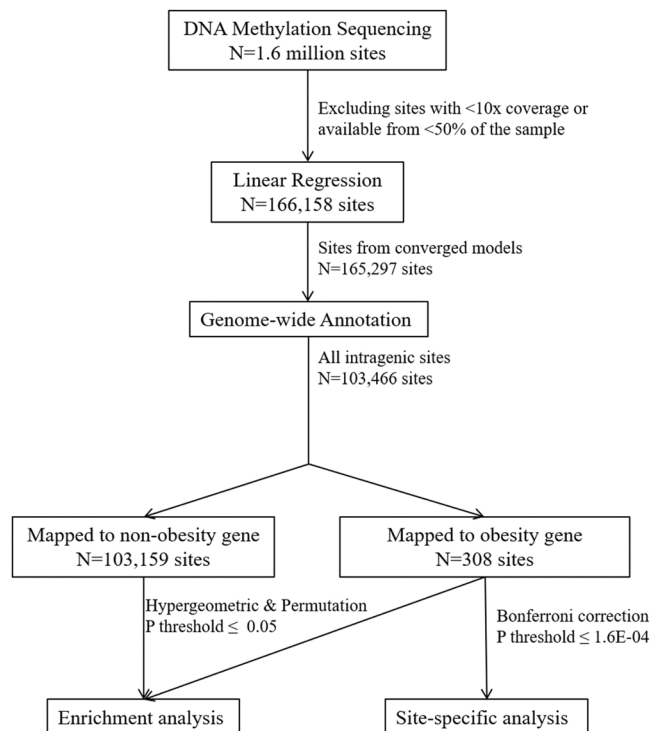 DNA Methylation Sequencing
N=1.6 million sites
Excluding sites with <10x coverage or
available from <50% of the sample
Linear Regression
N=166,158 sites
Sites from converged models
N=165,297 sites
Genome-wide Annotation
All intragenic sites
N=103,466 sites
Mapped to non-obesity gene
N=103,159 sites
Mapped to obesity gene
N=308 sites
Hypergeometric & Permutation
P threshold ≤ 0.05
Bonferroni correction
P threshold ≤ 1.6E-04
Enrichment analysis
Site-specific analysis